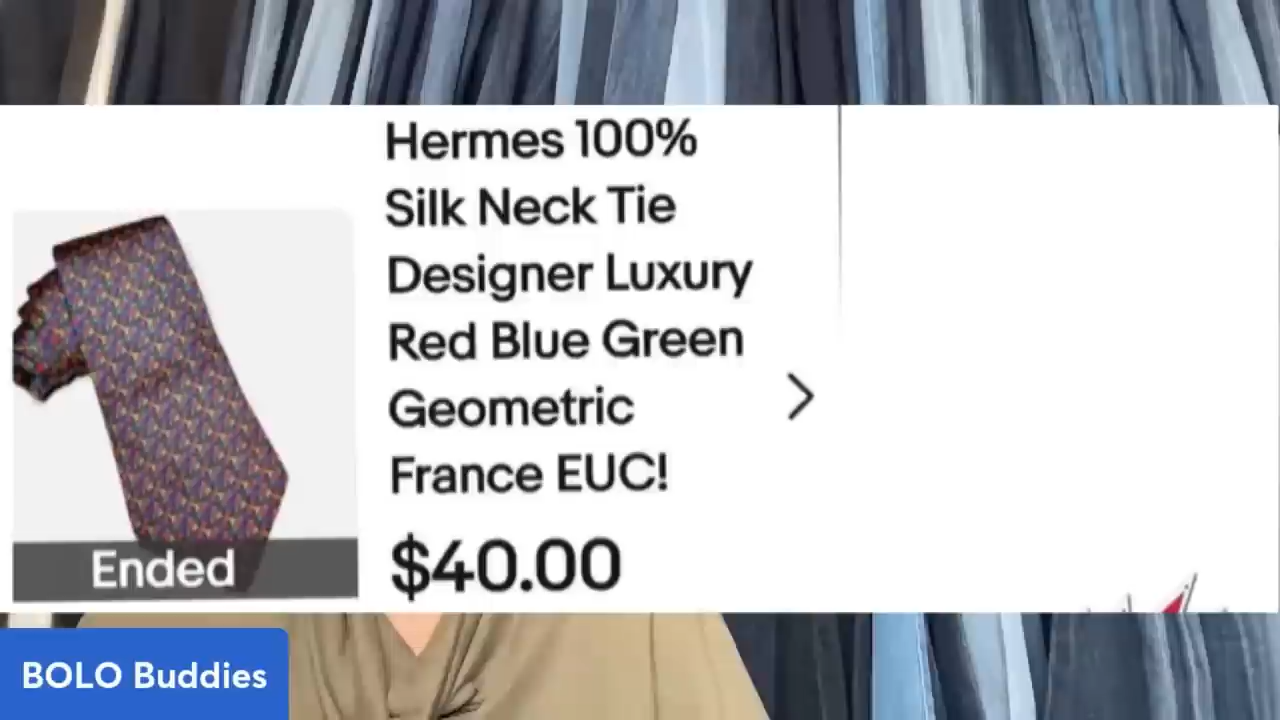 Hermes 100%
Silk Neck Tie
Designer Luxury
Red Blue Green
Geometric
France EUC!
$40.00
Ended
BOLO Buddies